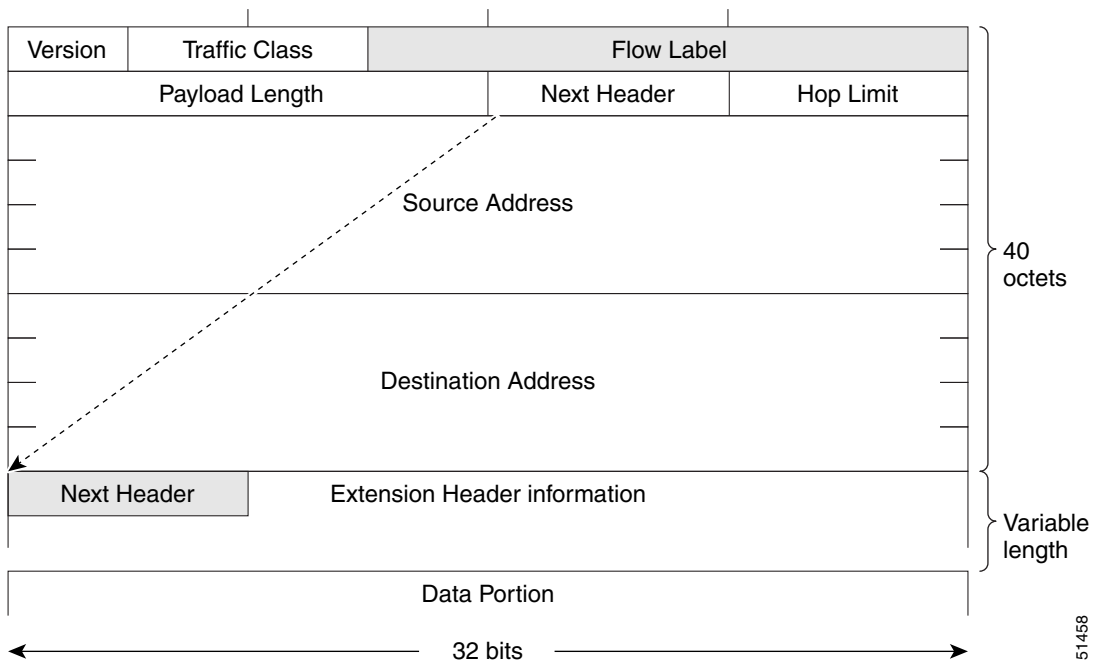 Version Traffic Class Flow Label
Payload Length Next Header Hop Limit
Source Address
40
octets
Destination Address
Next Header Extension Header information
Variable
length
Data Portion
32 bits
51458